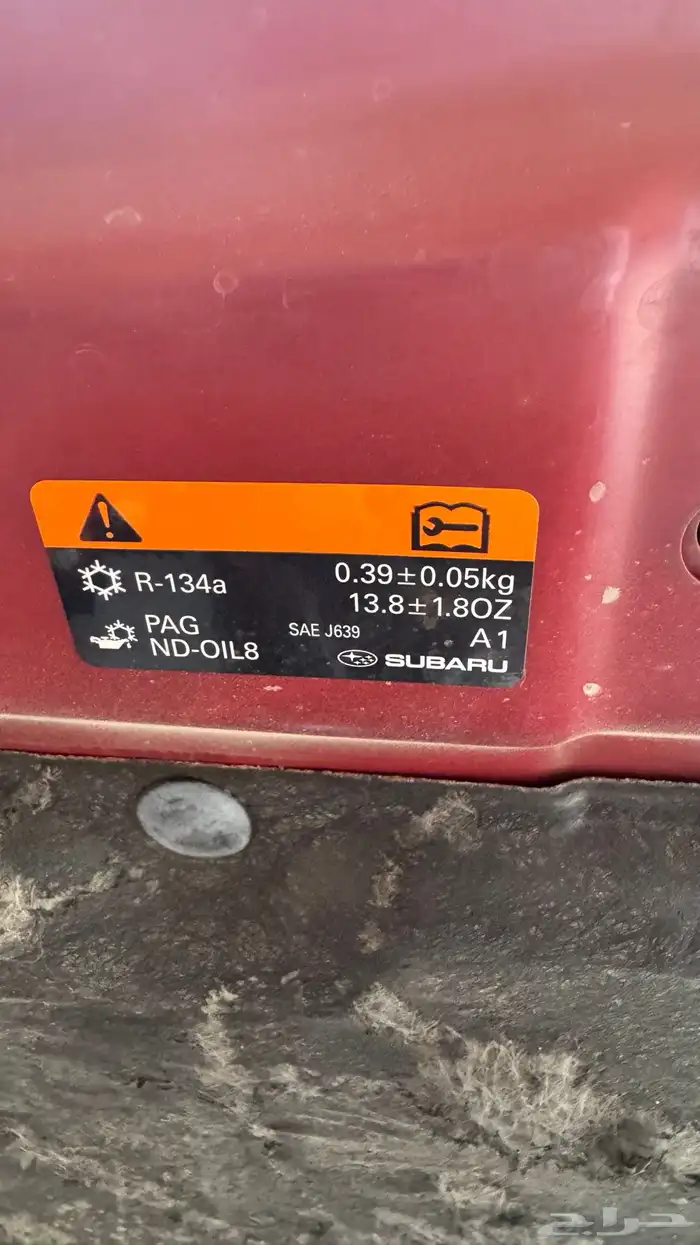 R-134a 0.39±0.05kg
13.8±1.8OZ
PAG
ND-OIL8
SAE J639 A1
SUBARU
حراج